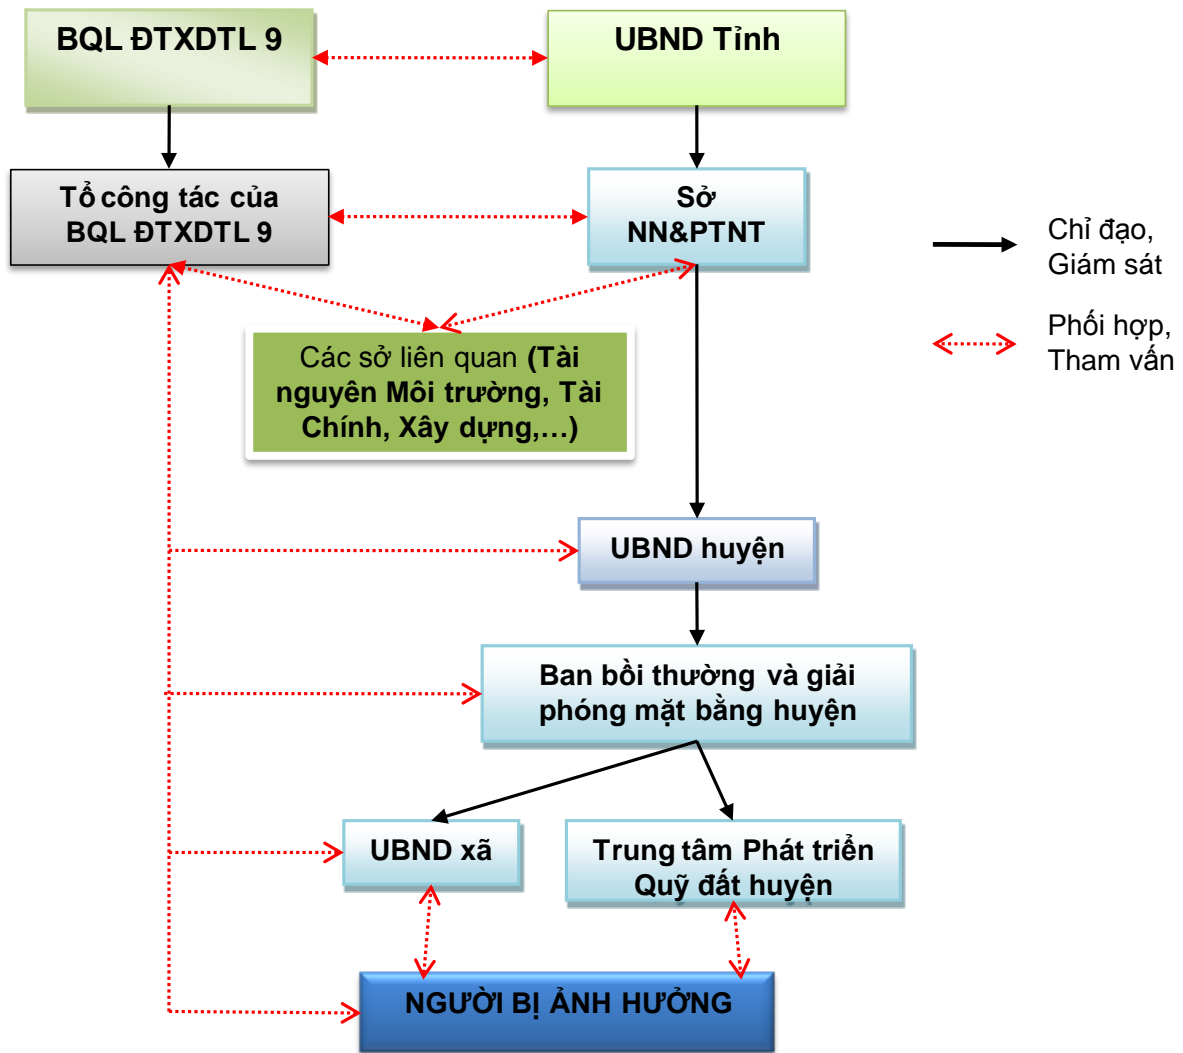 BQL ĐTXDTL 9
UBND Tỉnh
Tổ công tác của
BQL ĐTXDTL 9
Sở
NN&PTNT
Chỉ đạo,
Giám sát
Phối hợp,
Tham vấn
Các sở liên quan (Tài
nguyên Môi trường, Tài
Chính, Xây dựng,...)
UBND huyện
Ban bồi thường và giải
phóng mặt bằng huyện
UBND xã
Trung tâm Phát triển
Quỹ đất huyện
NGƯỜI BỊ ẢNH HƯỞNG